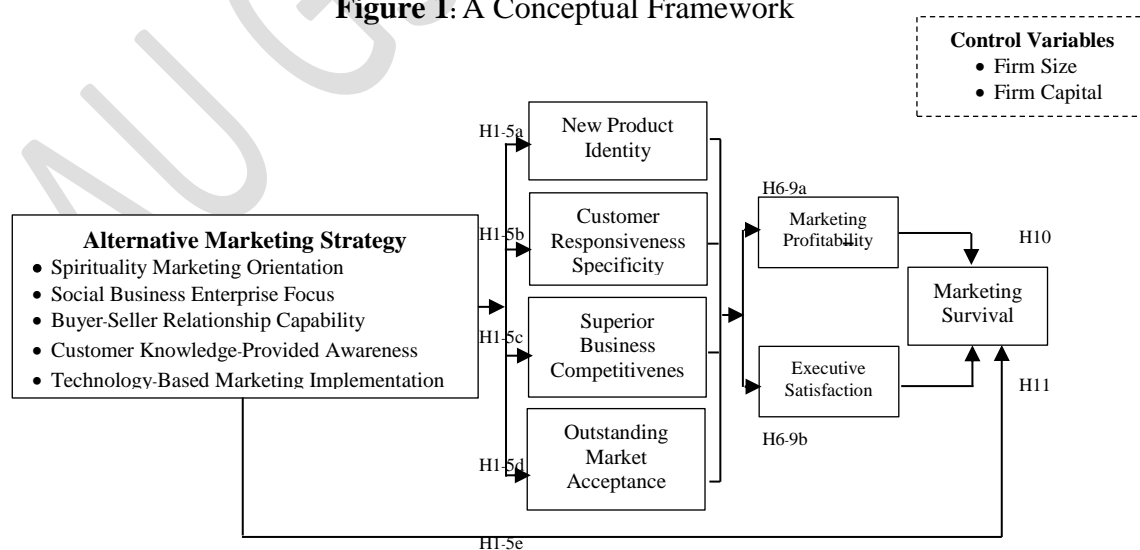 Figure 1: A Conceptual Framework
Control Variables
• Firm Size
• Firm Capital
H1-5a
New Product
Identity
H1-5b
Customer
Responsiveness
Specificity
H1-5c
Superior
Business
Competitivenes
H1-5d
Outstanding
Market
Acceptance
Alternative Marketing Strategy
• Spirituality Marketing Orientation
• Social Business Enterprise Focus
• Buyer-Seller Relationship Capability
• Customer Knowledge-Provided Awareness
• Technology-Based Marketing Implementation
H6-9a
Marketing
Profitability
Executive
Satisfaction
H6-9b
H10
Marketing
Survival
H11
H1-5e